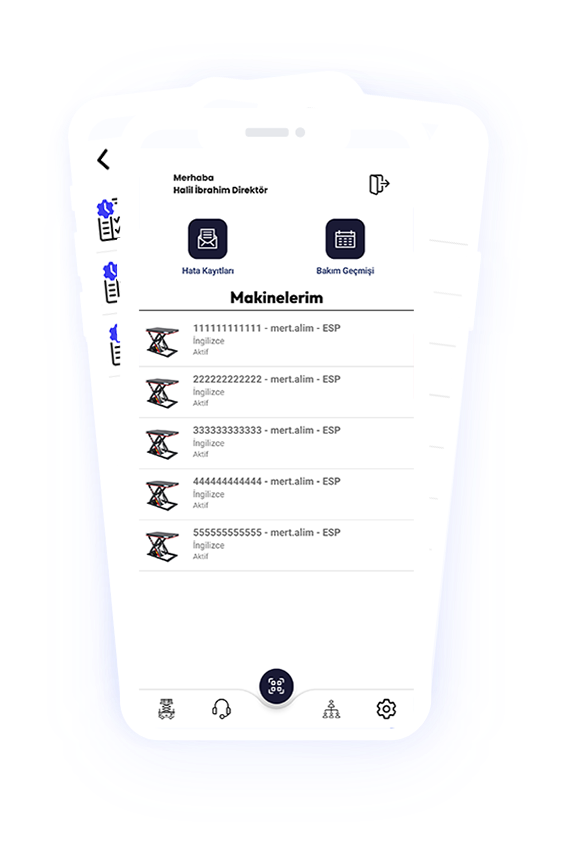 Merhaba
Halil İbrahim Direktör
Hata Kayıtları
Bakım Geçmişi
Makinelerim
111111111111 - mert.alim - ESP
İngilizce
Aktif
222222222222 - mert.alim - ESP
İngilizce
Aktif
333333333333 - mert.alim - ESP
İngilizce
Aktif
444444444444 - mert.alim - ESP
İngilizce
Aktif
555555555555 - mert.alim - ESP
İngilizce
Aktif